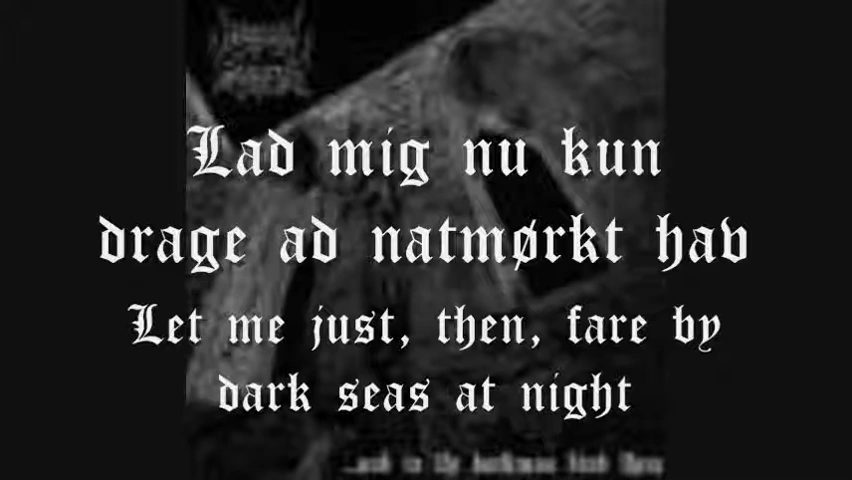 Lad mig nu kun
drage ad natmørkt hav
Let me just, then, fare by
dark seas at night